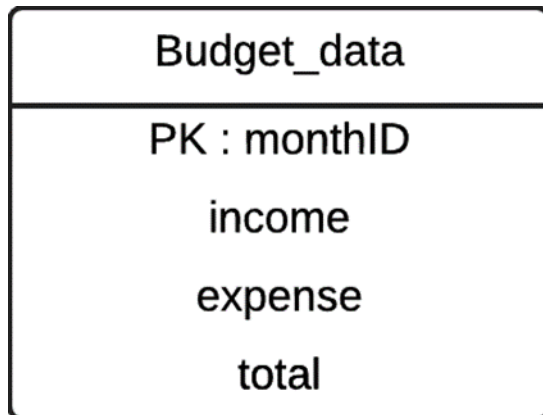 Budget_data
PK : monthID
income
expense
total